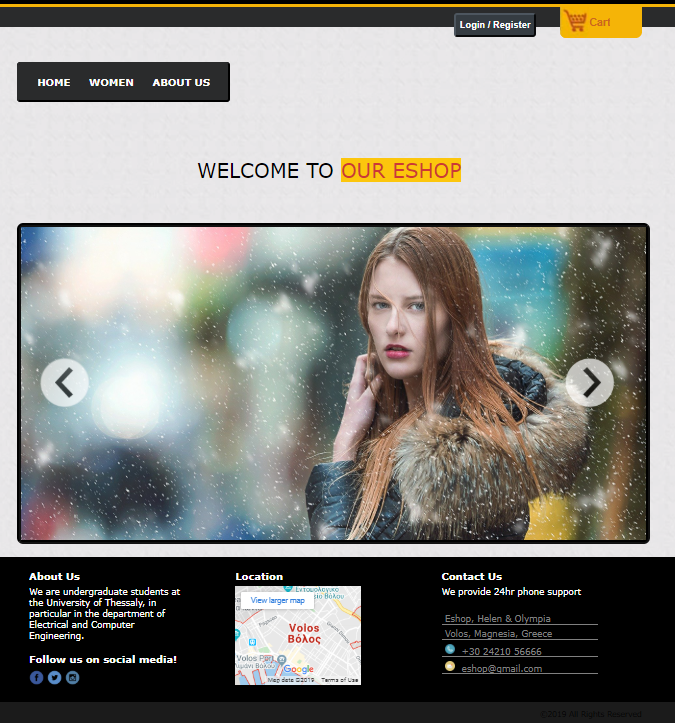 Login / Register
Cart
HOME WOMEN ABOUT US
WELCOME TO OUR ESHOP
About Us
We are undergraduate students at
the University of Thessaly, in
particular in the department of
Electrical and Computer
Engineering.
Follow us on social media!
Location
View larger map
Βόλος
Volos
Βόλος
Volos Port
Google
Map data ©2019 Terms of Use
Contact Us
We provide 24hr phone support
Eshop, Helen & Olympia
Volos, Magnesia, Greece
+30 24210 56666
eshop@gmail.com
©2019 All Rights Reserved